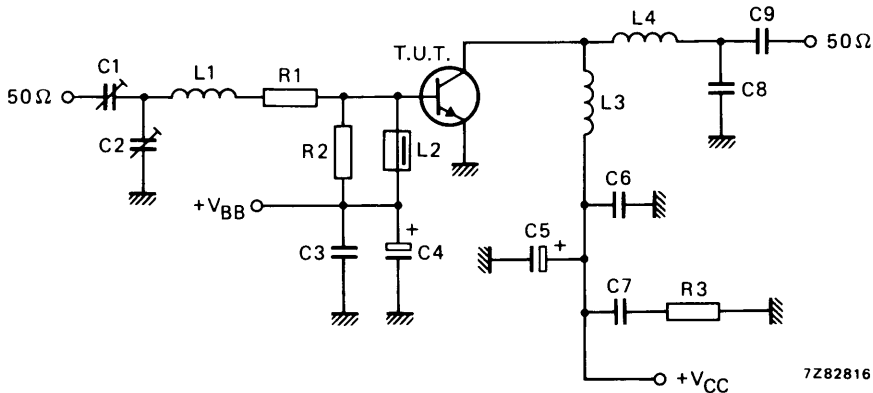 L4
C9
50Ω
T.U.T.
C1
L1
R1
50Ω
C8
L3
C2
R2
L2
+VBB
C6
C5
+
+
C3
C4
C7
R3
+VCC
7Z82816